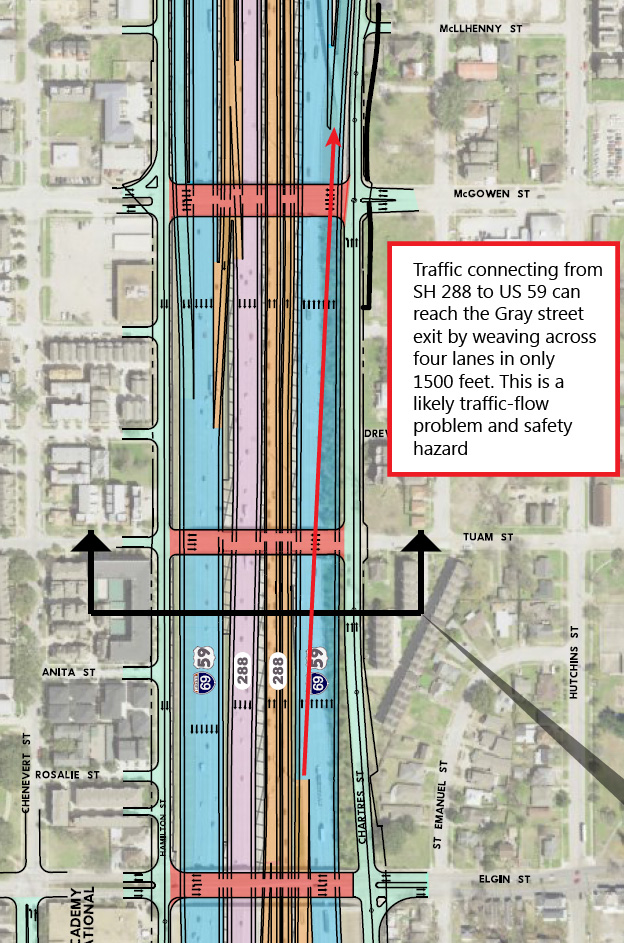 McLLHENNY ST
McGOWEN ST
Traffic connecting from
SH 288 to US 59 can
reach the Gray street
exit by weaving across
four lanes in only
1500 feet. This is a
likely traffic-flow
problem and safety
hazard
DREW
TUAM ST
ANITA ST
59
69
288
288
59
69
HUTCHINS ST
CHENEVERT ST
ROSALIE ST
HAMILTON ST
CHARTRES ST
ST EMANUEL ST
ELGIN ST
ACADEMY
ATIONAL